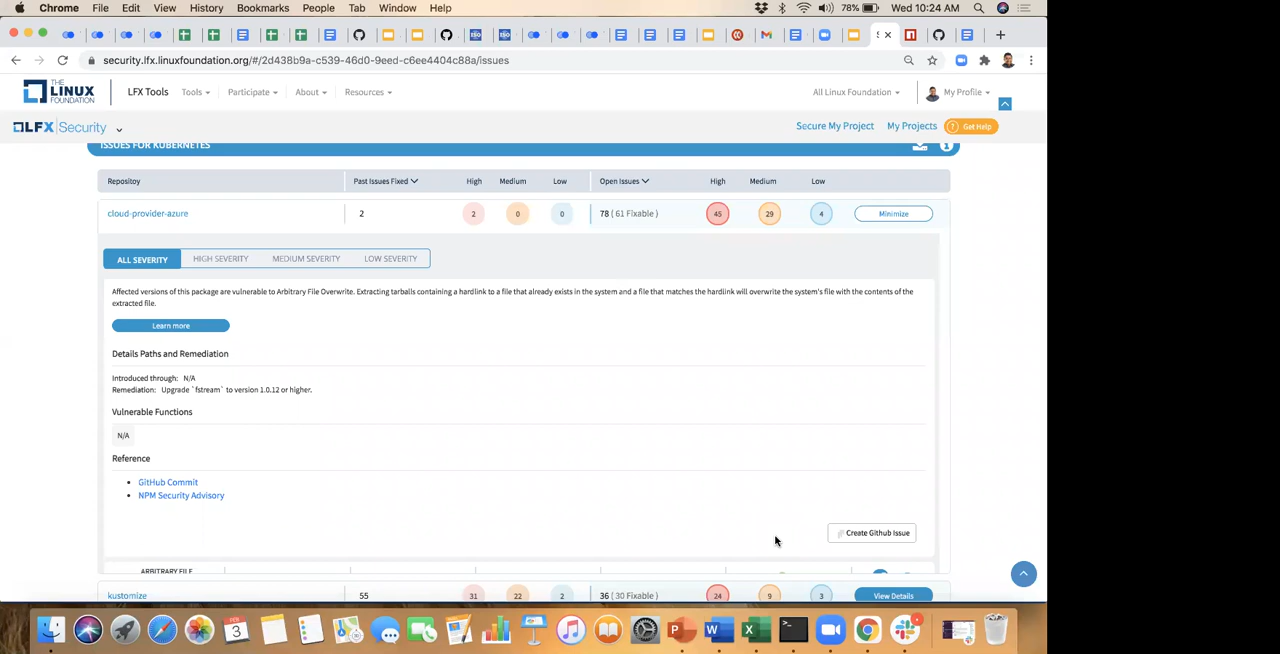 Chrome File Edit View History Bookmarks People Tab Window Help 78% Wed 10:24 AM
security.lfx.linuxfoundation.org/#/2d438b9a-c539-46d0-9eed-c6ee4404c88a/issues
THE LINUX FOUNDATION LFX Tools Tools Participate About Resources All Linux Foundation My Profile
LFX Security Secure My Project My Projects ? Get Help
ISSUES FOR KUBERNETES
Repositoy Past Issues Fixed High Medium Low Open Issues High Medium Low
cloud-provider-azure 2 2 0 0 78 ( 61 Fixable ) 45 29 4 Minimize
ALL SEVERITY HIGH SEVERITY MEDIUM SEVERITY LOW SEVERITY
Affected versions of this package are vulnerable to Arbitrary File Overwrite. Extracting tarballs containing a hardlink to a file that already exists in the system and a file that matches the hardlink will overwrite the system's file with the contents of the
extracted file.
Learn more
Details Paths and Remediation
Introduced through: N/A
Remediation: Upgrade `fstream` to version 1.0.12 or higher.
Vulnerable Functions
N/A
Reference
• GitHub Commit
• NPM Security Advisory
Create Github Issue
ARBITRARY FILE
kustomize 55 31 22 2 36 ( 30 Fixable ) 24 9 3 View Details
FEB
3